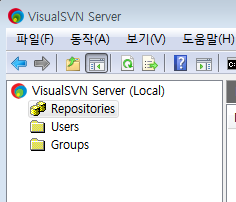 VisualSVN Server
파일(F) 동작(A) 보기(V) 도움말(H)
VisualSVN Server (Local)
Repositories
Users
Groups